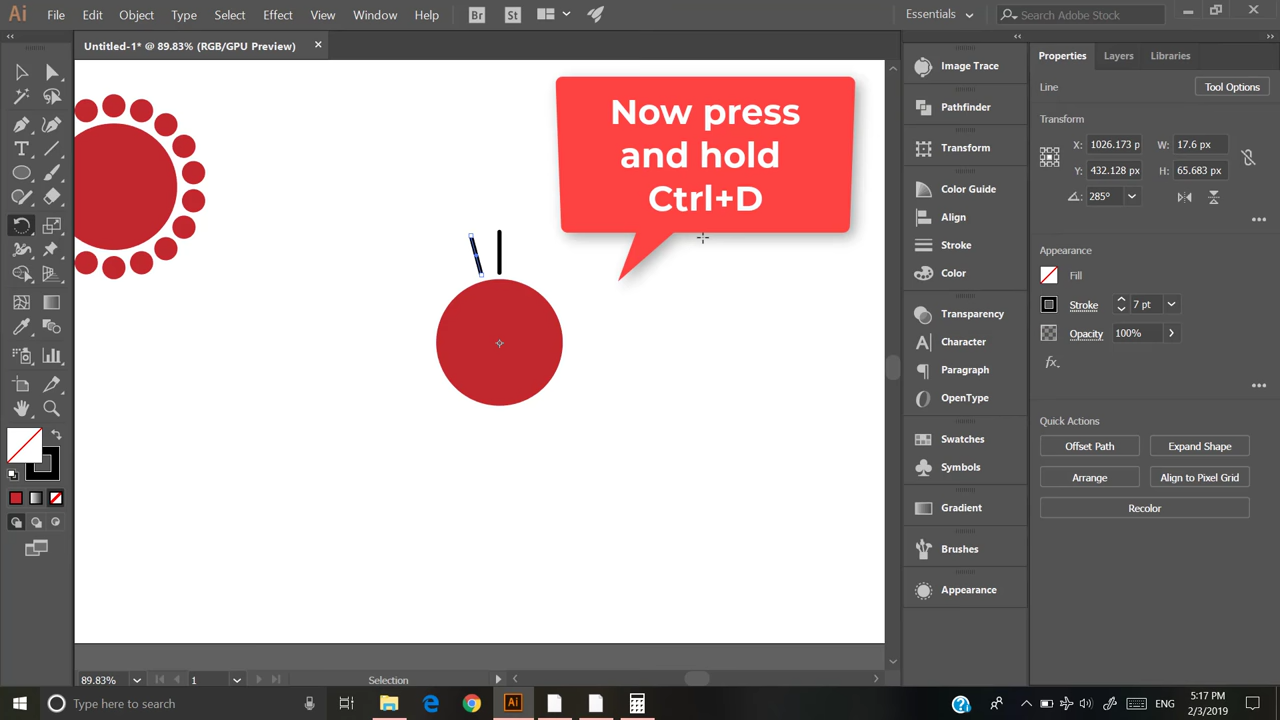 Ai File Edit Object Type Select Effect View Window Help Br St Essentials Search Adobe Stock
Untitled-1* @ 89.83% (RGB/GPU Preview)
Now press
and hold
Ctrl+D
Image Trace
Pathfinder
Transform
Color Guide
Align
Stroke
Color
Transparency
Character
Paragraph
OpenType
Swatches
Symbols
Gradient
Brushes
Appearance
Properties Layers Libraries
Line Tool Options
Transform
X: 1026.173 p W: 17.6 px
Y: 432.128 px H: 65.683 px
285°
Appearance
Fill
Stroke 7 pt
Opacity 100%
fx.
Quick Actions
Offset Path Expand Shape
Arrange Align to Pixel Grid
Recolor
89.83% 1 Selection
Type here to search
Ai
ENG
5:17 PM
2/3/2019